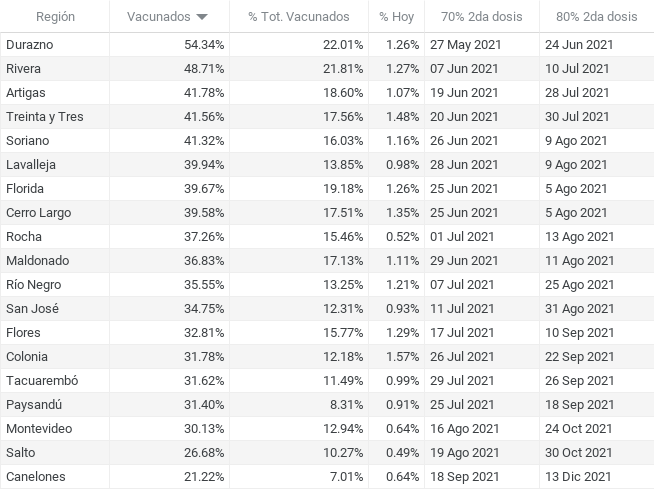 Región Vacunados % Tot. Vacunados % Hoy 70% 2da dosis 80% 2da dosis
Durazno 54.34% 22.01% 1.26% 27 May 2021 24 Jun 2021
Rivera 48.71% 21.81% 1.27% 07 Jun 2021 10 Jul 2021
Artigas 41.78% 18.60% 1.07% 19 Jun 2021 28 Jul 2021
Treinta y Tres 41.56% 17.56% 1.48% 20 Jun 2021 30 Jul 2021
Soriano 41.32% 16.03% 1.16% 26 Jun 2021 9 Ago 2021
Lavalleja 39.94% 13.85% 0.98% 28 Jun 2021 9 Ago 2021
Florida 39.67% 19.18% 1.26% 25 Jun 2021 5 Ago 2021
Cerro Largo 39.58% 17.51% 1.35% 25 Jun 2021 5 Ago 2021
Rocha 37.26% 15.46% 0.52% 01 Jul 2021 13 Ago 2021
Maldonado 36.83% 17.13% 1.11% 29 Jun 2021 11 Ago 2021
Río Negro 35.55% 13.25% 1.21% 07 Jul 2021 25 Ago 2021
San José 34.75% 12.31% 0.93% 11 Jul 2021 31 Ago 2021
Flores 32.81% 15.77% 1.29% 17 Jul 2021 10 Sep 2021
Colonia 31.78% 12.18% 1.57% 26 Jul 2021 22 Sep 2021
Tacuarembó 31.62% 11.49% 0.99% 29 Jul 2021 26 Sep 2021
Paysandú 31.40% 8.31% 0.91% 25 Jul 2021 18 Sep 2021
Montevideo 30.13% 12.94% 0.64% 16 Ago 2021 24 Oct 2021
Salto 26.68% 10.27% 0.49% 19 Ago 2021 30 Oct 2021
Canelones 21.22% 7.01% 0.64% 18 Sep 2021 13 Dic 2021